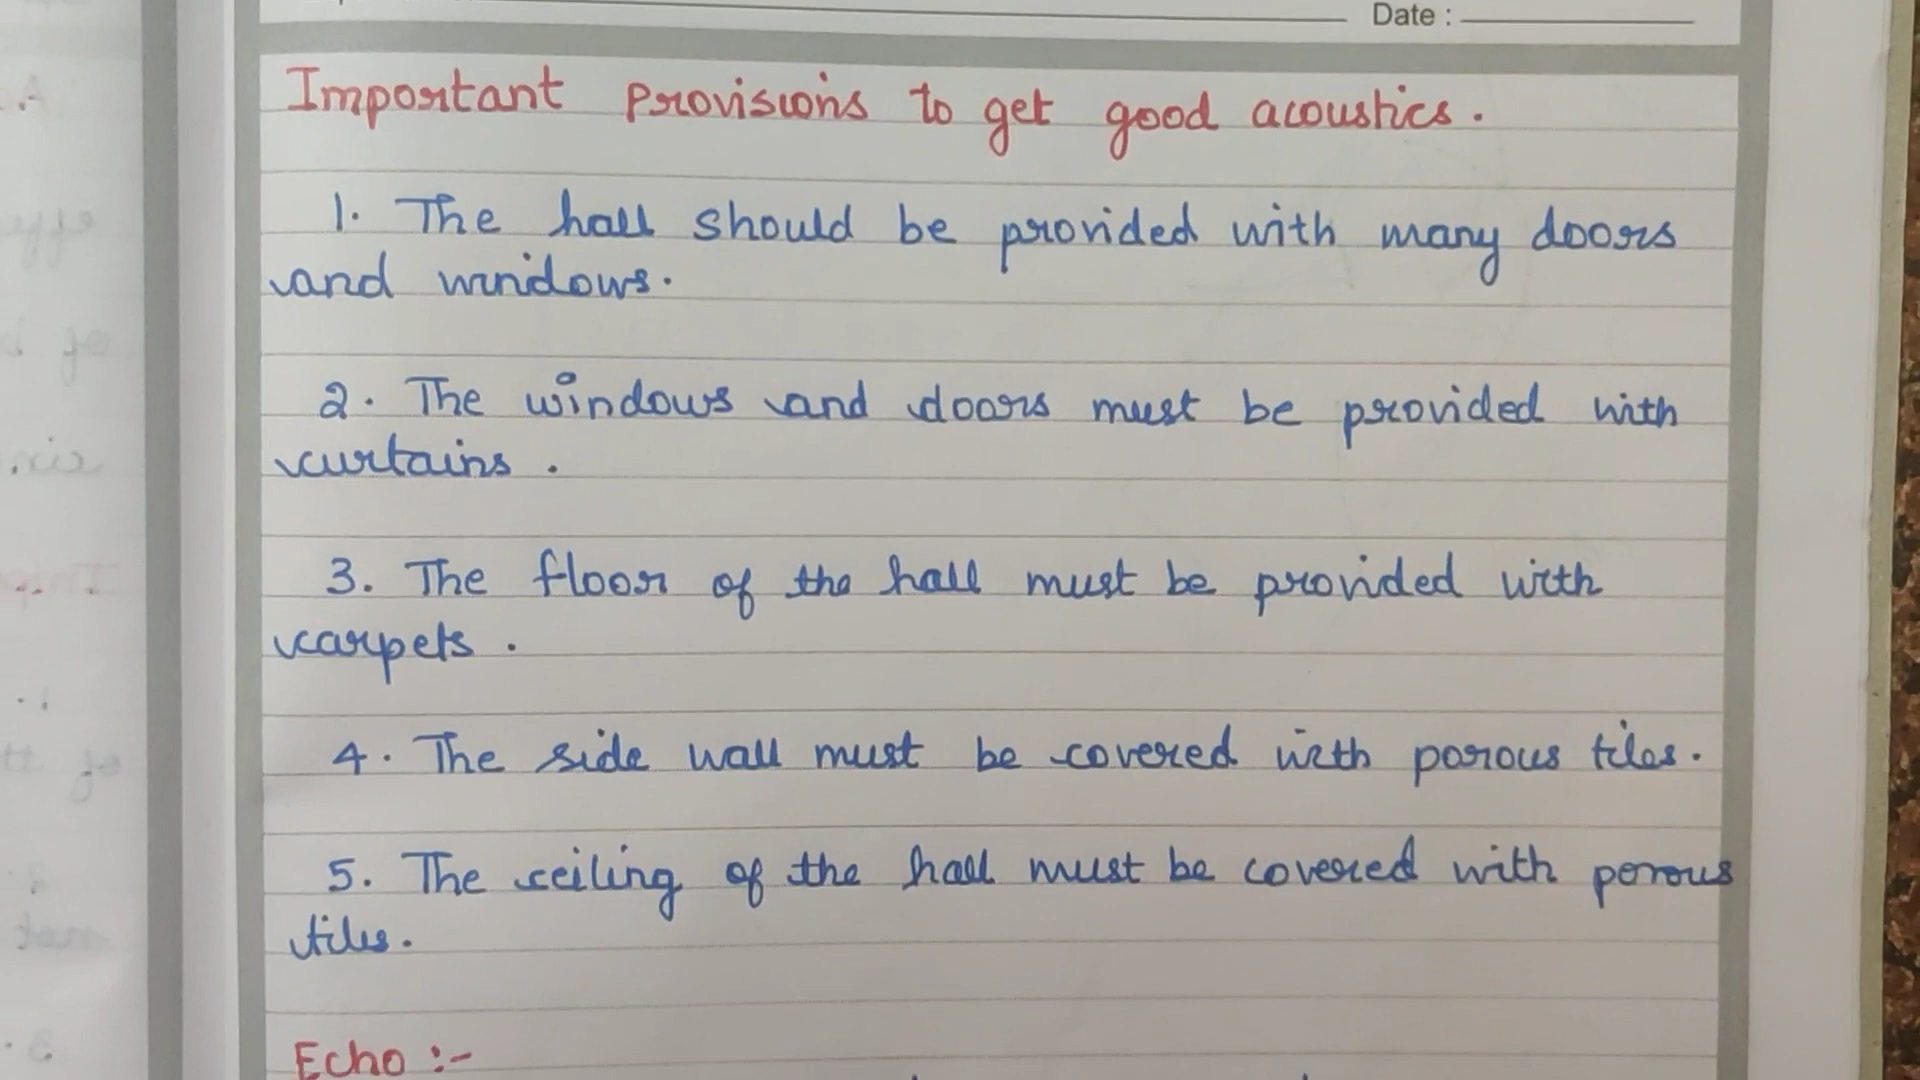 Date :
Important provisions to get good acoustics.
1. The hall should be provided with many doors
and windows.
2. The windows and doors must be provided with
curtains.
3. The floor of the hall must be provided with
carpets.
4. The side wall must be covered with porous tiles.
5. The ceiling of the hall must be covered with porous
tiles.
Echo :-